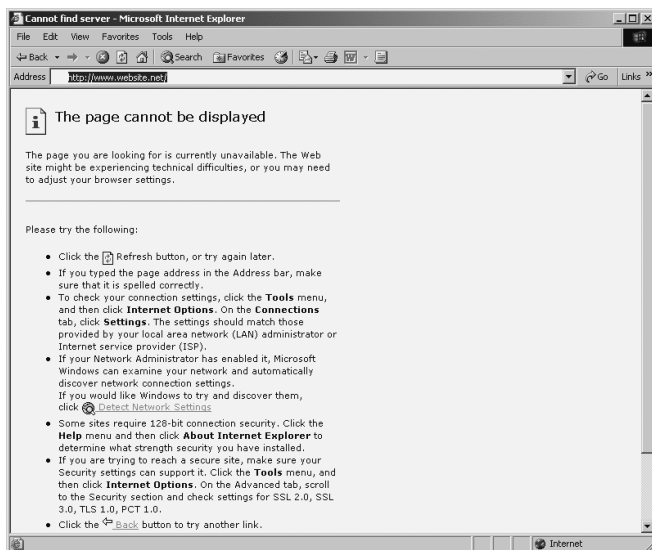 Cannot find server - Microsoft Internet Explorer
File Edit View Favorites Tools Help
Back Search Favorites
Address http://www.website.net/ Go Links »
The page cannot be displayed
The page you are looking for is currently unavailable. The Web
site might be experiencing technical difficulties, or you may need
to adjust your browser settings.
Please try the following:
• Click the Refresh button, or try again later.
• If you typed the page address in the Address bar, make
sure that it is spelled correctly.
• To check your connection settings, click the Tools menu,
and then click Internet Options. On the Connections
tab, click Settings. The settings should match those
provided by your local area network (LAN) administrator or
Internet service provider (ISP).
• If your Network Administrator has enabled it, Microsoft
Windows can examine your network and automatically
discover network connection settings.
If you would like Windows to try and discover them,
click Detect Network Settings
• Some sites require 128-bit connection security. Click the
Help menu and then click About Internet Explorer to
determine what strength security you have installed.
• If you are trying to reach a secure site, make sure your
Security settings can support it. Click the Tools menu, and
then click Internet Options. On the Advanced tab, scroll
to the Security section and check settings for SSL 2.0, SSL
3.0, TLS 1.0, PCT 1.0.
• Click the Back button to try another link.
Internet